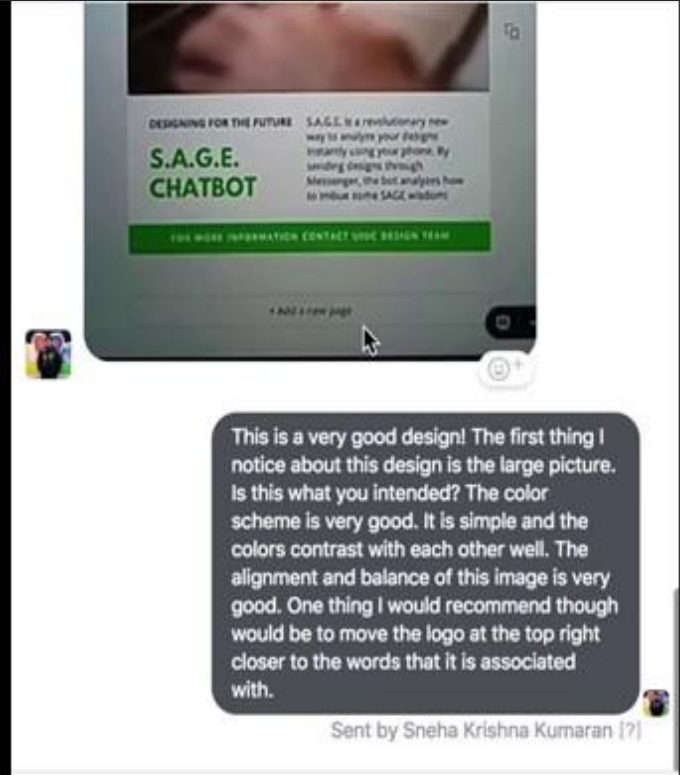 DESIGNING FOR THE FUTURE
S.A.G.E.
CHATBOT
S.A.G.E. is a revolutionary new
way to analyze your designs
instantly using your phone. By
sending designs through
Messenger, the bot analyzes how
to imbue some SAGE wisdom!
FOR MORE INFORMATION CONTACT DESIGN TEAM
+ Add a new page
This is a very good design! The first thing I
notice about this design is the large picture.
Is this what you intended? The color
scheme is very good. It is simple and the
colors contrast with each other well. The
alignment and balance of this image is very
good. One thing I would recommend though
would be to move the logo at the top right
closer to the words that it is associated
with.
Sent by Sneha Krishna Kumaran [?]